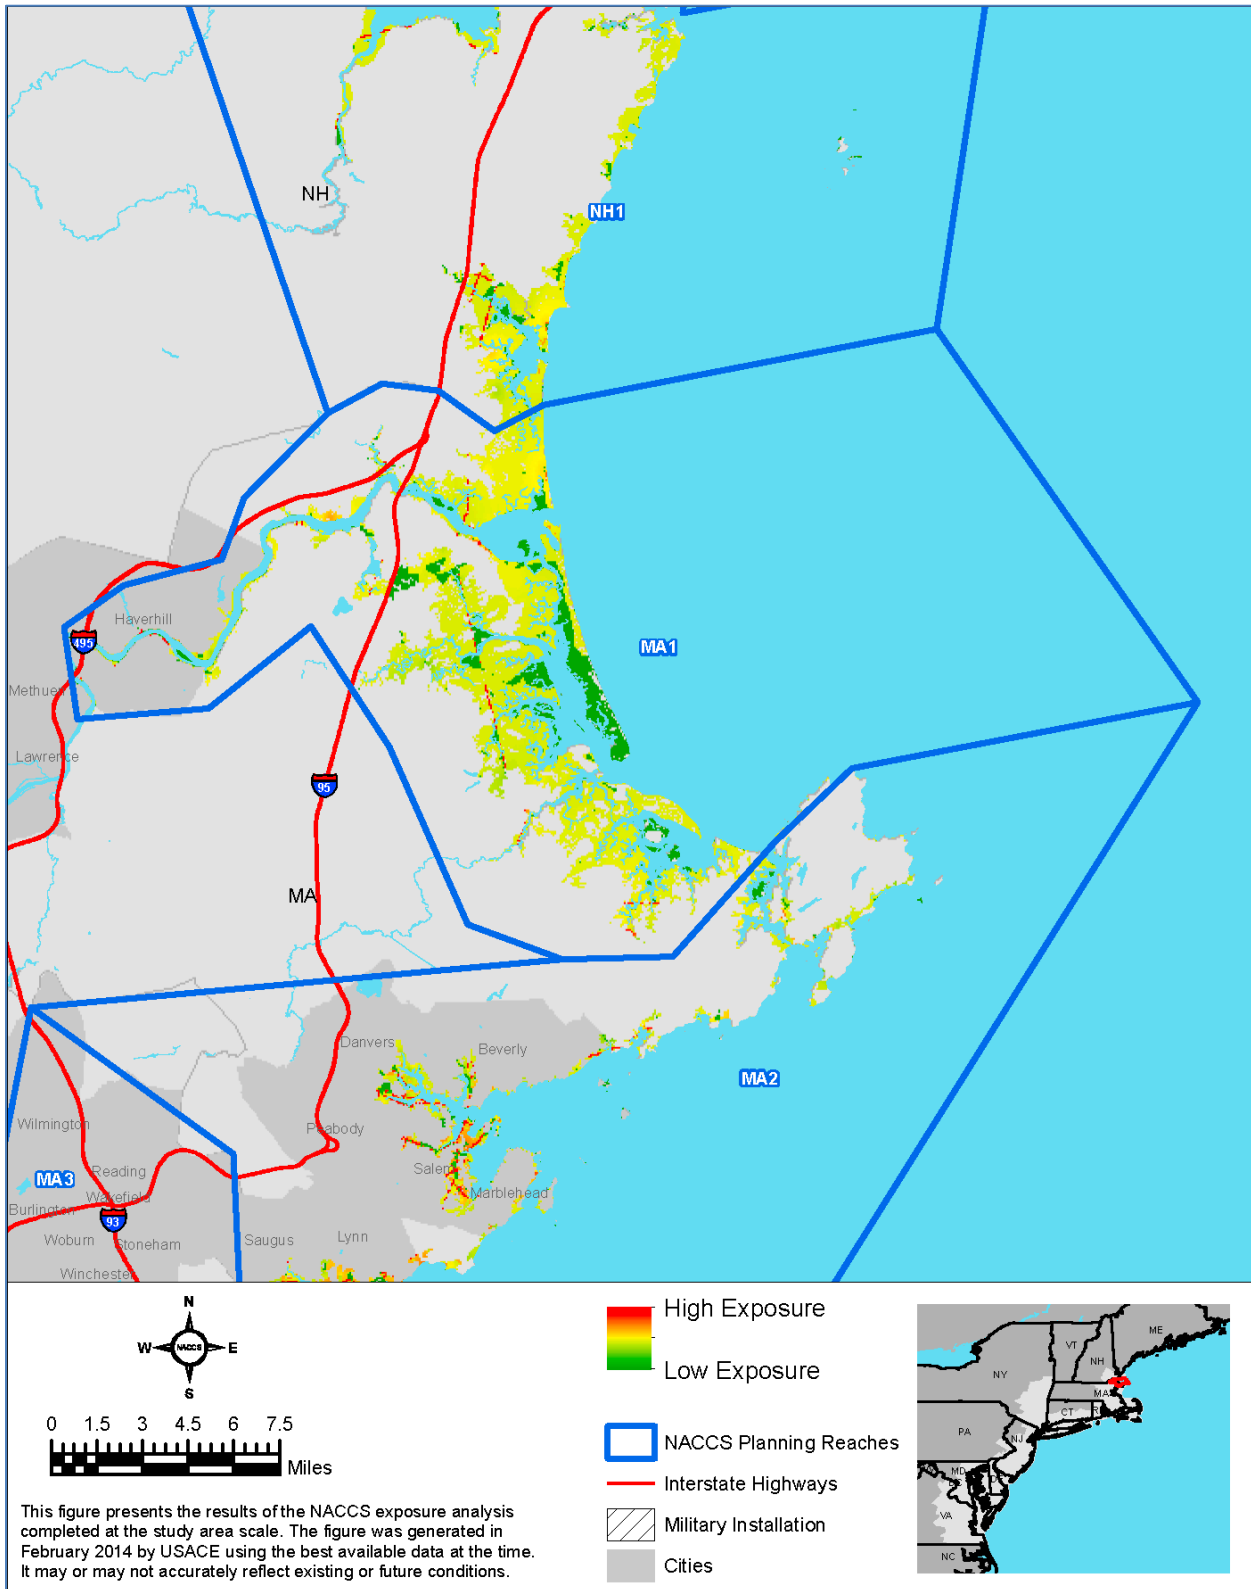 NH
NH1
Haverhill
495
MA1
Methuen
Lawrence
95
MA
Danvers
Beverly
MA2
Wilmington
Peabody
MA3
Reading
Salem
Wakefield
Marblehead
Burlington
93
Woburn
Stoneham
Saugus
Lynn
Winchester
N
W
NACCS
E
S
0 1.5 3 4.5 6 7.5
Miles
This figure presents the results of the NACCS exposure analysis
completed at the study area scale. The figure was generated in
February 2014 by USACE using the best available data at the time.
It may or may not accurately reflect existing or future conditions.
High Exposure
Low Exposure
NACCS Planning Reaches
Interstate Highways
Military Installation
Cities
ME
VT
NH
NY
MA
CT
PA
NJ
MD
VA
NC